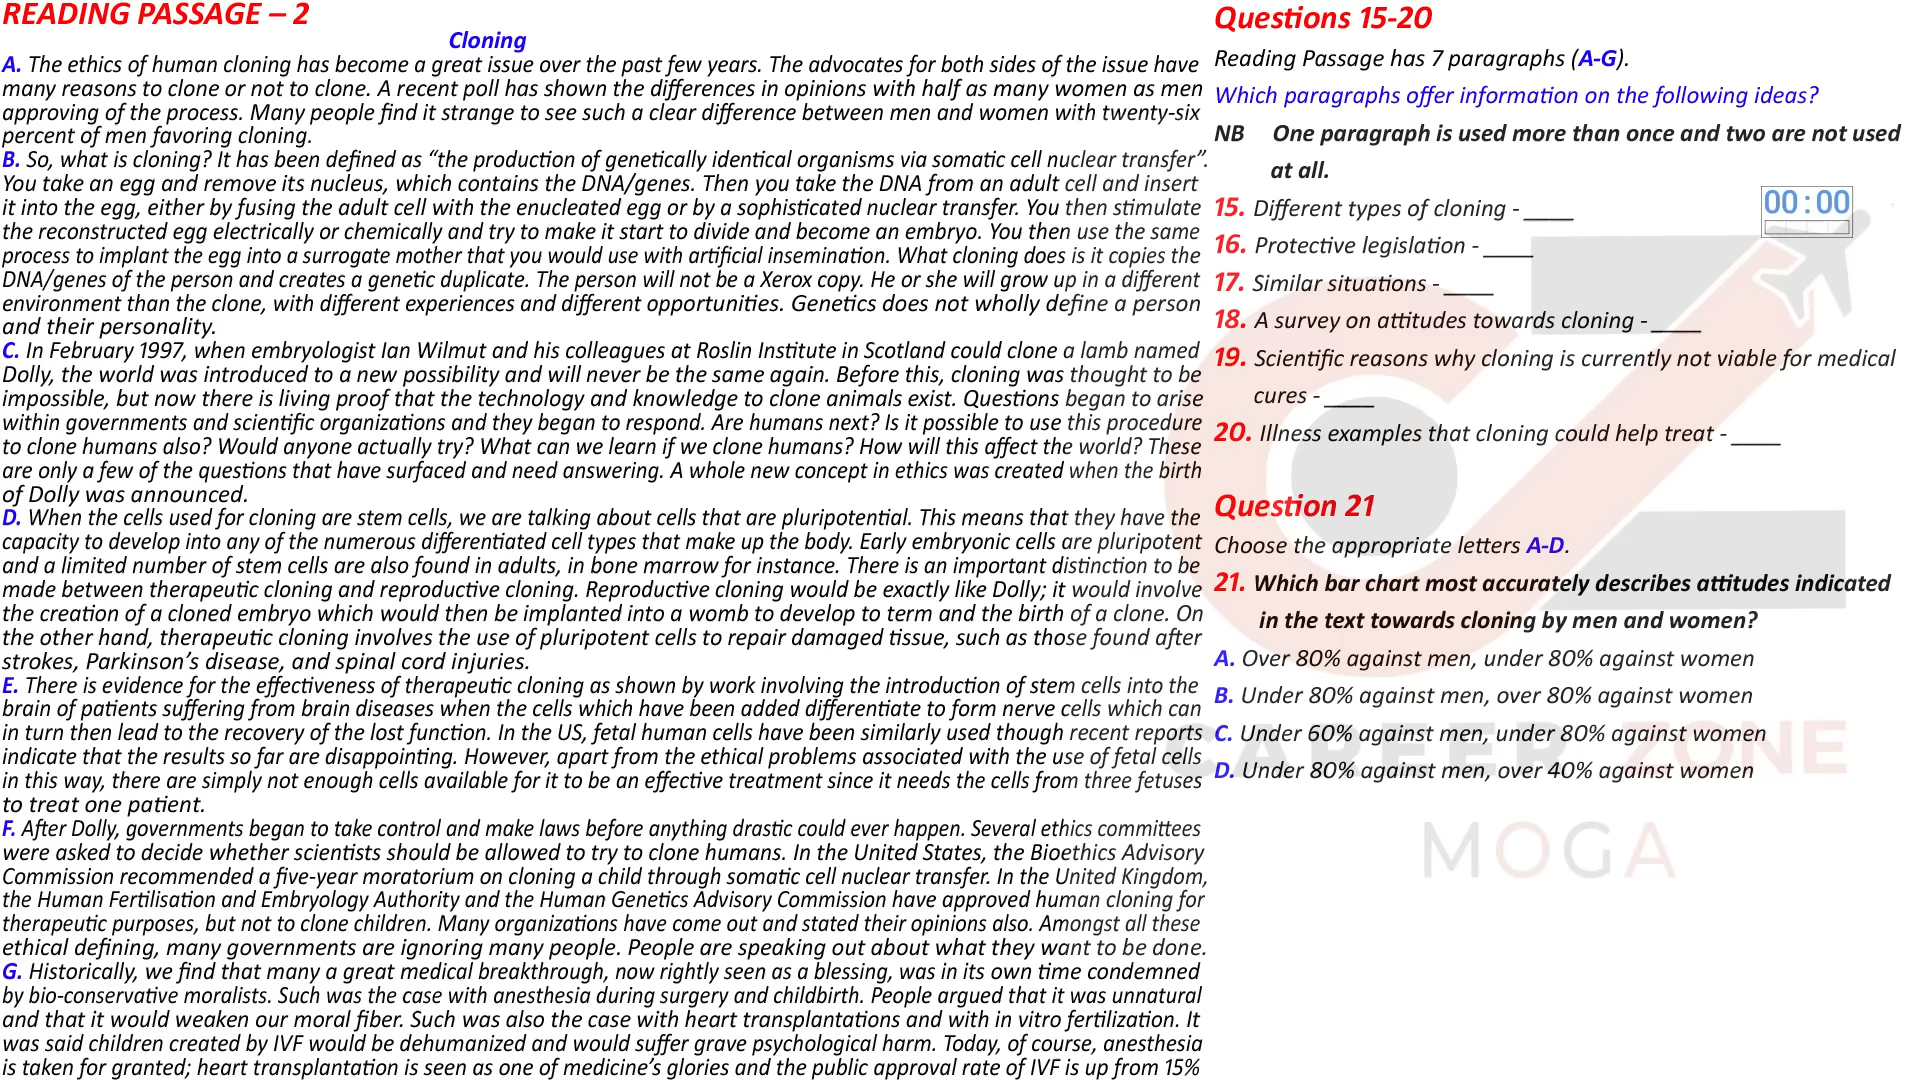 READING PASSAGE – 2
Cloning
A. The ethics of human cloning has become a great issue over the past few years. The advocates for both sides of the issue have
many reasons to clone or not to clone. A recent poll has shown the differences in opinions with half as many women as men
approving of the process. Many people find it strange to see such a clear difference between men and women with twenty-six
percent of men favoring cloning.
B. So, what is cloning? It has been defined as “the production of genetically identical organisms via somatic cell nuclear transfer”.
You take an egg and remove its nucleus, which contains the DNA/genes. Then you take the DNA from an adult cell and insert
it into the egg, either by fusing the adult cell with the enucleated egg or by a sophisticated nuclear transfer. You then stimulate
the reconstructed egg electrically or chemically and try to make it start to divide and become an embryo. You then use the same
process to implant the egg into a surrogate mother that you would use with artificial insemination. What cloning does is it copies the
DNA/genes of the person and creates a genetic duplicate. The person will not be a Xerox copy. He or she will grow up in a different
environment than the clone, with different experiences and different opportunities. Genetics does not wholly define a person
and their personality.
C. In February 1997, when embryologist Ian Wilmut and his colleagues at Roslin Institute in Scotland could clone a lamb named
Dolly, the world was introduced to a new possibility and will never be the same again. Before this, cloning was thought to be
impossible, but now there is living proof that the technology and knowledge to clone animals exist. Questions began to arise
within governments and scientific organizations and they began to respond. Are humans next? Is it possible to use this procedure
to clone humans also? Would anyone actually try? What can we learn if we clone humans? How will this affect the world? These
are only a few of the questions that have surfaced and need answering. A whole new concept in ethics was created when the birth
of Dolly was announced.
D. When the cells used for cloning are stem cells, we are talking about cells that are pluripotential. This means that they have the
capacity to develop into any of the numerous differentiated cell types that make up the body. Early embryonic cells are pluripotent
and a limited number of stem cells are also found in adults, in bone marrow for instance. There is an important distinction to be
made between therapeutic cloning and reproductive cloning. Reproductive cloning would be exactly like Dolly; it would involve
the creation of a cloned embryo which would then be implanted into a womb to develop to term and the birth of a clone. On
the other hand, therapeutic cloning involves the use of pluripotent cells to repair damaged tissue, such as those found after
strokes, Parkinson’s disease, and spinal cord injuries.
E. There is evidence for the effectiveness of therapeutic cloning as shown by work involving the introduction of stem cells into the
brain of patients suffering from brain diseases when the cells which have been added differentiate to form nerve cells which can
in turn then lead to the recovery of the lost function. In the US, fetal human cells have been similarly used though recent reports
indicate that the results so far are disappointing. However, apart from the ethical problems associated with the use of fetal cells
in this way, there are simply not enough cells available for it to be an effective treatment since it needs the cells from three fetuses
to treat one patient.
F. After Dolly, governments began to take control and make laws before anything drastic could ever happen. Several ethics committees
were asked to decide whether scientists should be allowed to try to clone humans. In the United States, the Bioethics Advisory
Commission recommended a five-year moratorium on cloning a child through somatic cell nuclear transfer. In the United Kingdom,
the Human Fertilisation and Embryology Authority and the Human Genetics Advisory Commission have approved human cloning for
therapeutic purposes, but not to clone children. Many organizations have come out and stated their opinions also. Amongst all these
ethical defining, many governments are ignoring many people. People are speaking out about what they want to be done.
G. Historically, we find that many a great medical breakthrough, now rightly seen as a blessing, was in its own time condemned
by bio-conservative moralists. Such was the case with anesthesia during surgery and childbirth. People argued that it was unnatural
and that it would weaken our moral fiber. Such was also the case with heart transplantations and with in vitro fertilization. It
was said children created by IVF would be dehumanized and would suffer grave psychological harm. Today, of course, anesthesia
is taken for granted; heart transplantation is seen as one of medicine’s glories and the public approval rate of IVF is up from 15%
Questions 15-20
Reading Passage has 7 paragraphs (A-G).
Which paragraphs offer information on the following ideas?
NB One paragraph is used more than once and two are not used
at all.
00:00
15. Different types of cloning - ____
16. Protective legislation - ____
17. Similar situations - ____
18. A survey on attitudes towards cloning - ____
19. Scientific reasons why cloning is currently not viable for medical
cures - ____
20. Illness examples that cloning could help treat - ____
Question 21
Choose the appropriate letters A-D.
21. Which bar chart most accurately describes attitudes indicated
in the text towards cloning by men and women?
A. Over 80% against men, under 80% against women
B. Under 80% against men, over 80% against women
C. Under 60% against men, under 80% against women
D. Under 80% against men, over 40% against women
CAREER ZONE
MOGA